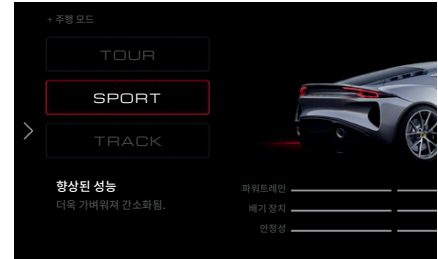 + 주행 모드
TOUR
SPORT
TRACK
향상된 성능
더욱 가벼워져 간소화됨.
파워트레인
배기 장치
안정성